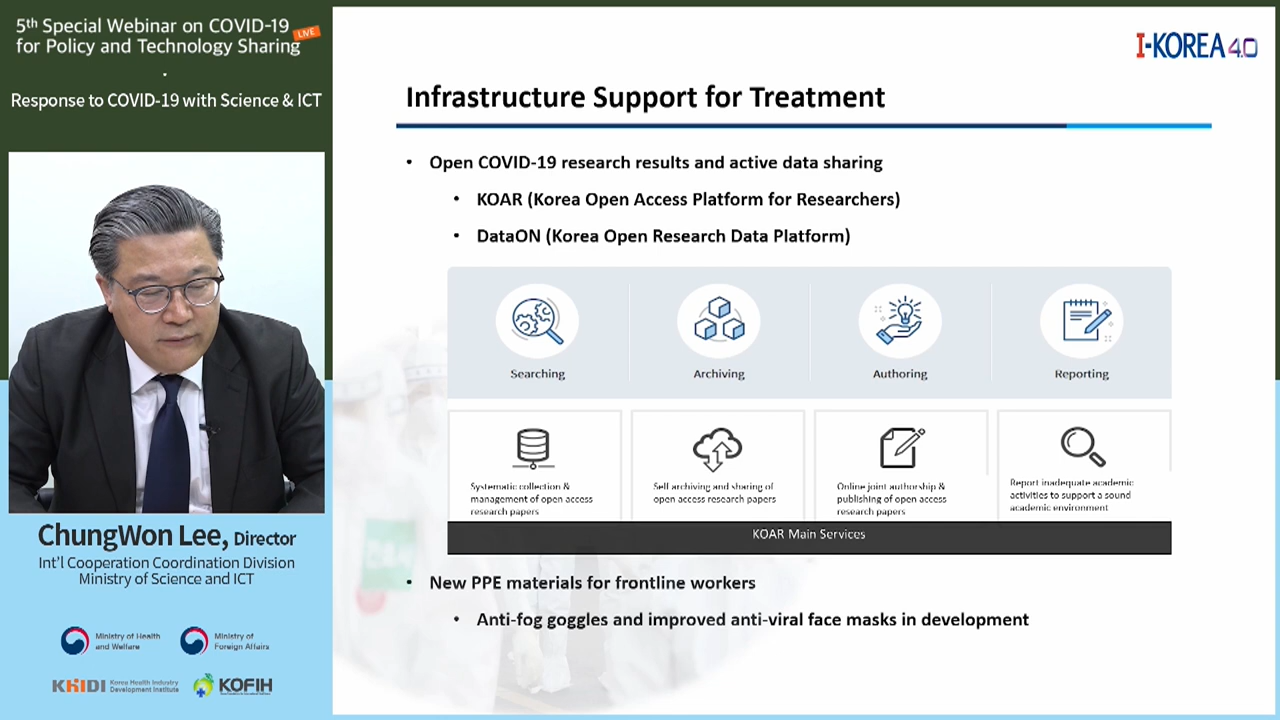 5th Special Webinar on COVID-19
for Policy and Technology Sharing
LIVE
Response to COVID-19 with Science & ICT
ChungWon Lee, Director
Int'l Cooperation Coordination Division
Ministry of Science and ICT
Ministry of Health
and Welfare
Ministry of
Foreign Affairs
KHIDI
Korea Health Industry
Development Institute
KOFIH
I-KOREA 4.0
Infrastructure Support for Treatment
• Open COVID-19 research results and active data sharing
• KOAR (Korea Open Access Platform for Researchers)
• DataON (Korea Open Research Data Platform)
Searching
Archiving
Authoring
Reporting
Systematic collection &
management of open access
research papers
Self archiving and sharing of
open access research papers
Online joint authorship &
publishing of open access
research papers
Report inadequate academic
activities to support a sound
academic environment
KOAR Main Services
• New PPE materials for frontline workers
• Anti-fog goggles and improved anti-viral face masks in development